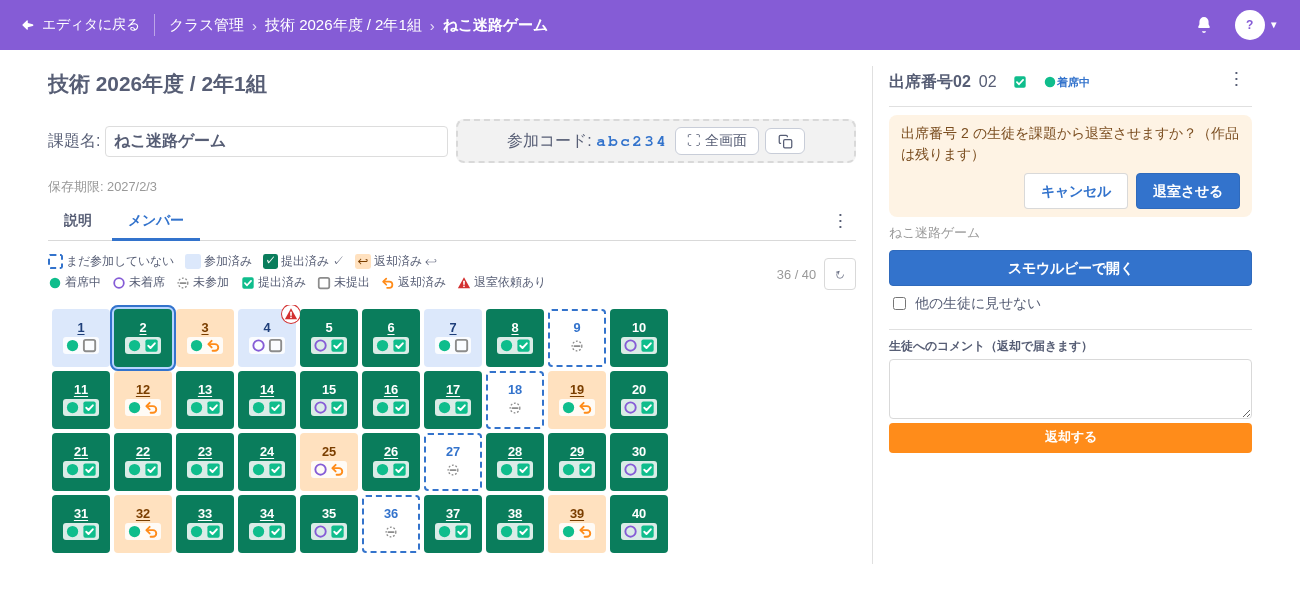 エディタに戻る クラス管理 › 技術 2026年度 / 2年1組 › ねこ迷路ゲーム ?
技術 2026年度 / 2年1組
課題名: ねこ迷路ゲーム 参加コード: abc234 全画面
保存期限: 2027/2/3
説明 メンバー
まだ参加していない 参加済み 提出済み ✓ 返却済み ↩
着席中 未着席 未参加 提出済み 未提出 返却済み 退室依頼あり
36 / 40
1 2 3 4 5 6 7 8 9 10
11 12 13 14 15 16 17 18 19 20
21 22 23 24 25 26 27 28 29 30
31 32 33 34 35 36 37 38 39 40
出席番号02 02 着席中
出席番号 2 の生徒を課題から退室させますか？（作品
は残ります）
キャンセル 退室させる
ねこ迷路ゲーム
スモウルビーで開く
他の生徒に見せない
生徒へのコメント（返却で届きます）
返却する